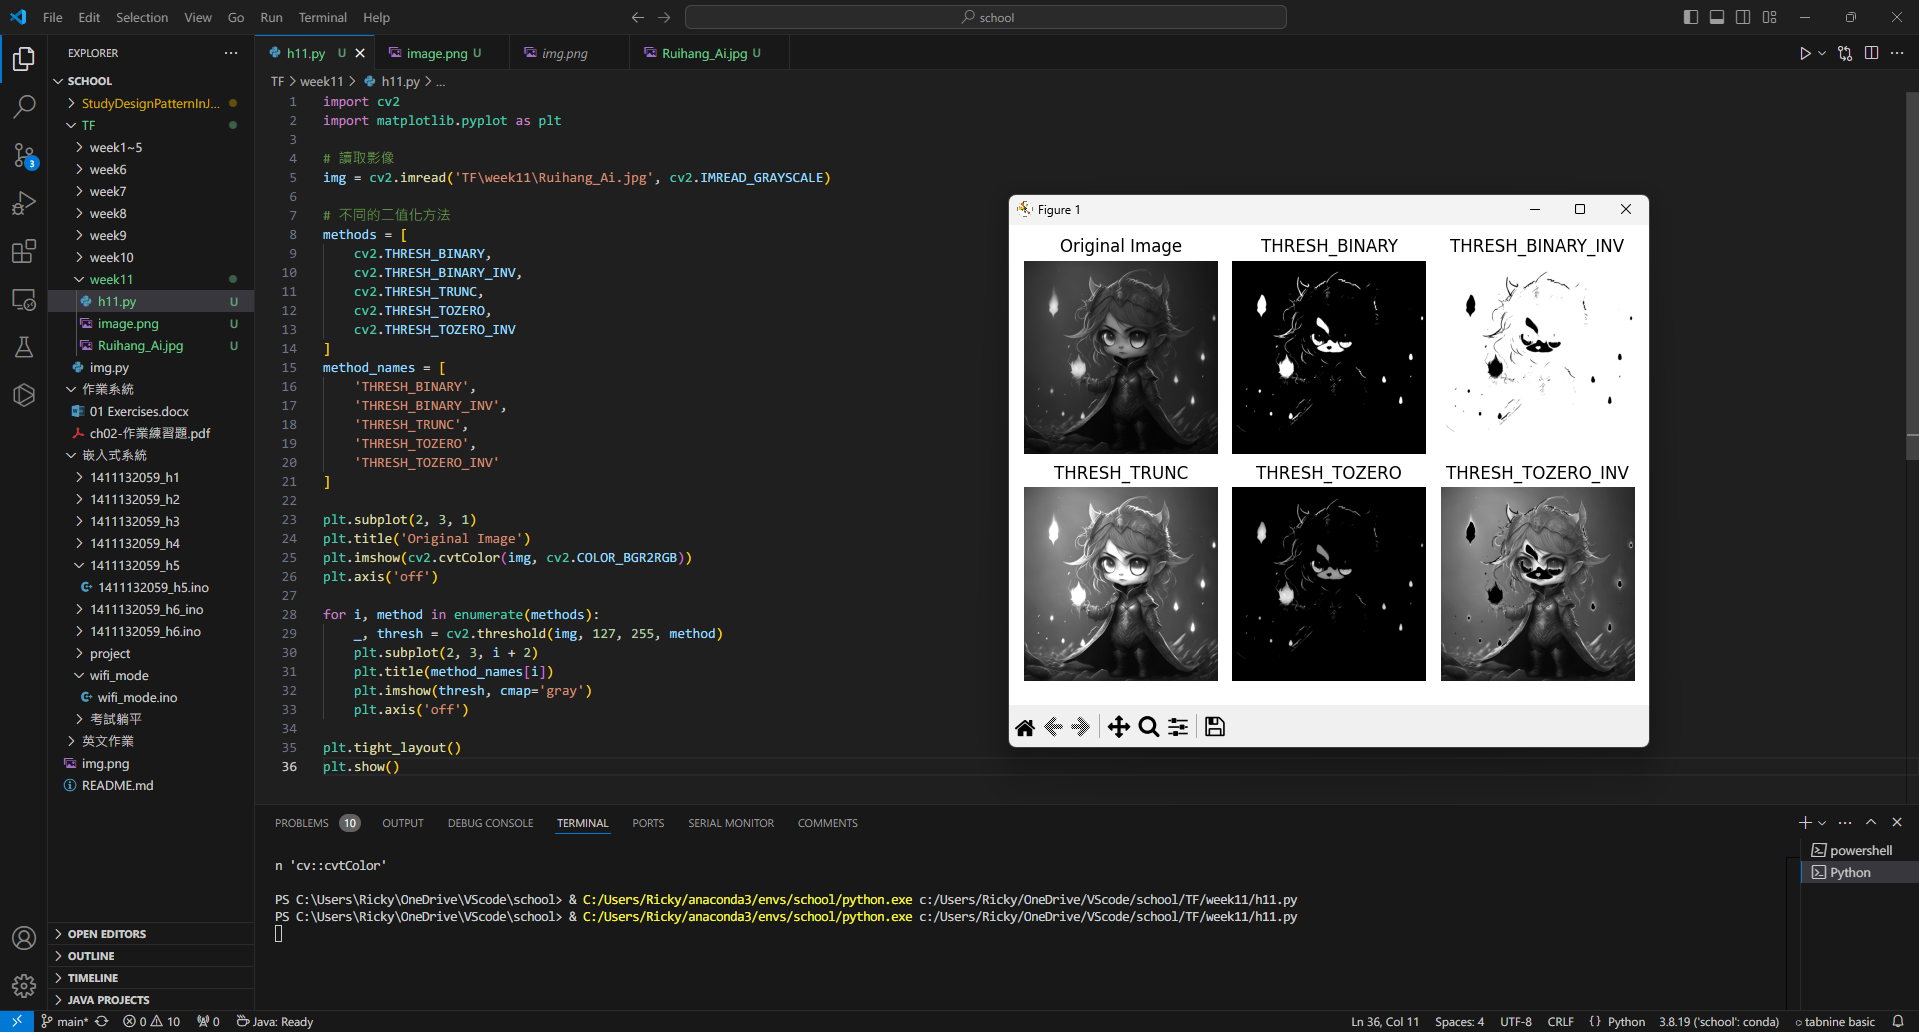 File Edit Selection View Go Run Terminal Help
school
EXPLORER
SCHOOL
StudyDesignPatternInJ...
TF
week1~5
week6
week7
week8
week9
week10
week11
h11.py U
image.png U
Ruihang_Ai.jpg U
img.py
作業系統
01 Exercises.docx
ch02-作業練習題.pdf
嵌入式系統
1411132059_h1
1411132059_h2
1411132059_h3
1411132059_h4
1411132059_h5
1411132059_h5.ino
1411132059_h6_ino
1411132059_h6.ino
project
wifi_mode
wifi_mode.ino
考試躺平
英文作業
img.png
README.md
OPEN EDITORS
OUTLINE
TIMELINE
JAVA PROJECTS
3
h11.py U
image.png U
img.png
Ruihang_Ai.jpg U
TF > week11 > h11.py > ...
1 import cv2
2 import matplotlib.pyplot as plt
3
4 # 讀取影像
5 img = cv2.imread('TF\week11\Ruihang_Ai.jpg', cv2.IMREAD_GRAYSCALE)
6
7 # 不同的二值化方法
8 methods = [
9 cv2.THRESH_BINARY,
10 cv2.THRESH_BINARY_INV,
11 cv2.THRESH_TRUNC,
12 cv2.THRESH_TOZERO,
13 cv2.THRESH_TOZERO_INV
14 ]
15 method_names = [
16 'THRESH_BINARY',
17 'THRESH_BINARY_INV',
18 'THRESH_TRUNC',
19 'THRESH_TOZERO',
20 'THRESH_TOZERO_INV'
21 ]
22
23 plt.subplot(2, 3, 1)
24 plt.title('Original Image')
25 plt.imshow(cv2.cvtColor(img, cv2.COLOR_BGR2RGB))
26 plt.axis('off')
27
28 for i, method in enumerate(methods):
29 _, thresh = cv2.threshold(img, 127, 255, method)
30 plt.subplot(2, 3, i + 2)
31 plt.title(method_names[i])
32 plt.imshow(thresh, cmap='gray')
33 plt.axis('off')
34
35 plt.tight_layout()
36 plt.show()
Figure 1
Original Image THRESH_BINARY THRESH_BINARY_INV
THRESH_TRUNC THRESH_TOZERO THRESH_TOZERO_INV
PROBLEMS 10 OUTPUT DEBUG CONSOLE TERMINAL PORTS SERIAL MONITOR COMMENTS
n 'cv::cvtColor'
PS C:\Users\Ricky\OneDrive\VScode\school> & C:/Users/Ricky/anaconda3/envs/school/python.exe c:/Users/Ricky/OneDrive/VScode/school/TF/week11/h11.py
PS C:\Users\Ricky\OneDrive\VScode\school> & C:/Users/Ricky/anaconda3/envs/school/python.exe c:/Users/Ricky/OneDrive/VScode/school/TF/week11/h11.py
powershell
Python
main* 0 10 0 Java: Ready
Ln 36, Col 11 Spaces: 4 UTF-8 CRLF { } Python 3.8.19 ('school': conda) tabnine basic